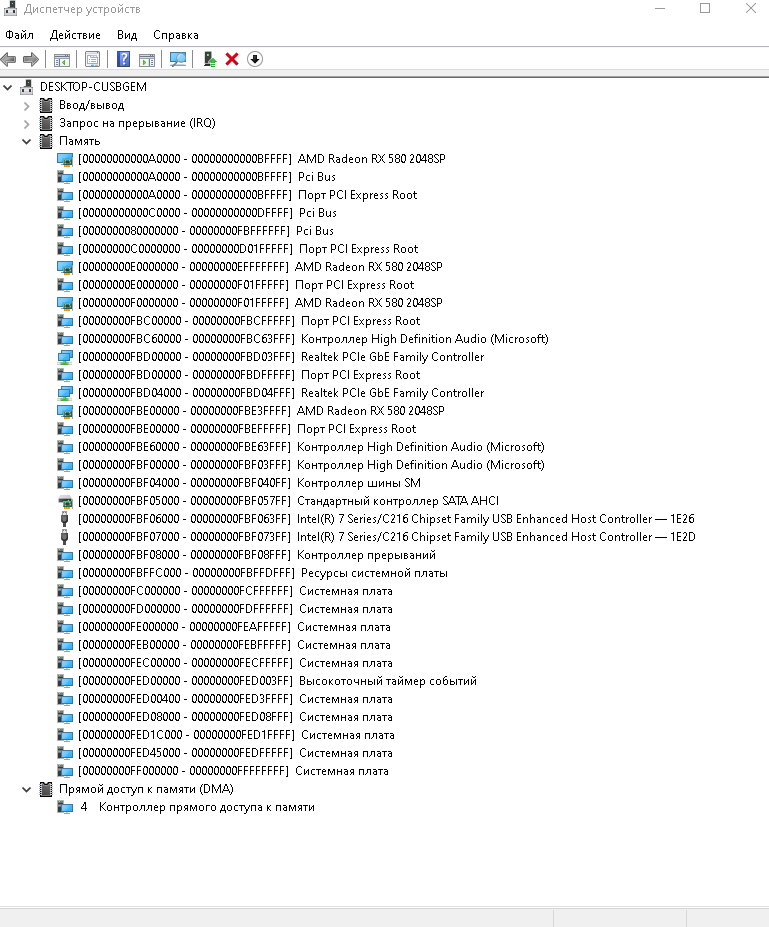 Диспетчер устройств
Файл Действие Вид Справка
DESKTOP-CUSBGEM
Ввод/вывод
Запрос на прерывание (IRQ)
Память
[00000000000A0000 - 00000000000BFFFF] AMD Radeon RX 580 2048SP
[00000000000A0000 - 00000000000BFFFF] Pci Bus
[00000000000A0000 - 00000000000BFFFF] Порт PCI Express Root
[00000000000C0000 - 00000000000DFFFF] Pci Bus
[0000000080000000 - 00000000FBFFFFFF] Pci Bus
[00000000C0000000 - 00000000D01FFFFF] Порт PCI Express Root
[00000000E0000000 - 00000000EFFFFFFF] AMD Radeon RX 580 2048SP
[00000000E0000000 - 00000000F01FFFFF] Порт PCI Express Root
[00000000F0000000 - 00000000F01FFFFF] AMD Radeon RX 580 2048SP
[00000000FBC00000 - 00000000FBCFFFFF] Порт PCI Express Root
[00000000FBC60000 - 00000000FBC63FFF] Контроллер High Definition Audio (Microsoft)
[00000000FBD00000 - 00000000FBD03FFF] Realtek PCIe GbE Family Controller
[00000000FBD00000 - 00000000FBDFFFFF] Порт PCI Express Root
[00000000FBD04000 - 00000000FBD04FFF] Realtek PCIe GbE Family Controller
[00000000FBE00000 - 00000000FBE3FFFF] AMD Radeon RX 580 2048SP
[00000000FBE00000 - 00000000FBEFFFFF] Порт PCI Express Root
[00000000FBE60000 - 00000000FBE63FFF] Контроллер High Definition Audio (Microsoft)
[00000000FBF00000 - 00000000FBF03FFF] Контроллер High Definition Audio (Microsoft)
[00000000FBF04000 - 00000000FBF040FF] Контроллер шины SM
[00000000FBF05000 - 00000000FBF057FF] Стандартный контроллер SATA AHCI
[00000000FBF06000 - 00000000FBF063FF] Intel(R) 7 Series/C216 Chipset Family USB Enhanced Host Controller — 1E26
[00000000FBF07000 - 00000000FBF073FF] Intel(R) 7 Series/C216 Chipset Family USB Enhanced Host Controller — 1E2D
[00000000FBF08000 - 00000000FBF08FFF] Контроллер прерываний
[00000000FBFFC000 - 00000000FBFFDFFF] Ресурсы системной платы
[00000000FC000000 - 00000000FCFFFFFF] Системная плата
[00000000FD000000 - 00000000FDFFFFFF] Системная плата
[00000000FE000000 - 00000000FEAFFFFF] Системная плата
[00000000FEB00000 - 00000000FEBFFFFF] Системная плата
[00000000FEC00000 - 00000000FECFFFFF] Системная плата
[00000000FED00000 - 00000000FED003FF] Высокоточный таймер событий
[00000000FED00400 - 00000000FED3FFFF] Системная плата
[00000000FED08000 - 00000000FED08FFF] Системная плата
[00000000FED1C000 - 00000000FED1FFFF] Системная плата
[00000000FED45000 - 00000000FEDFFFFF] Системная плата
[00000000FF000000 - 00000000FFFFFFFF] Системная плата
Прямой доступ к памяти (DMA)
4 Контроллер прямого доступа к памяти